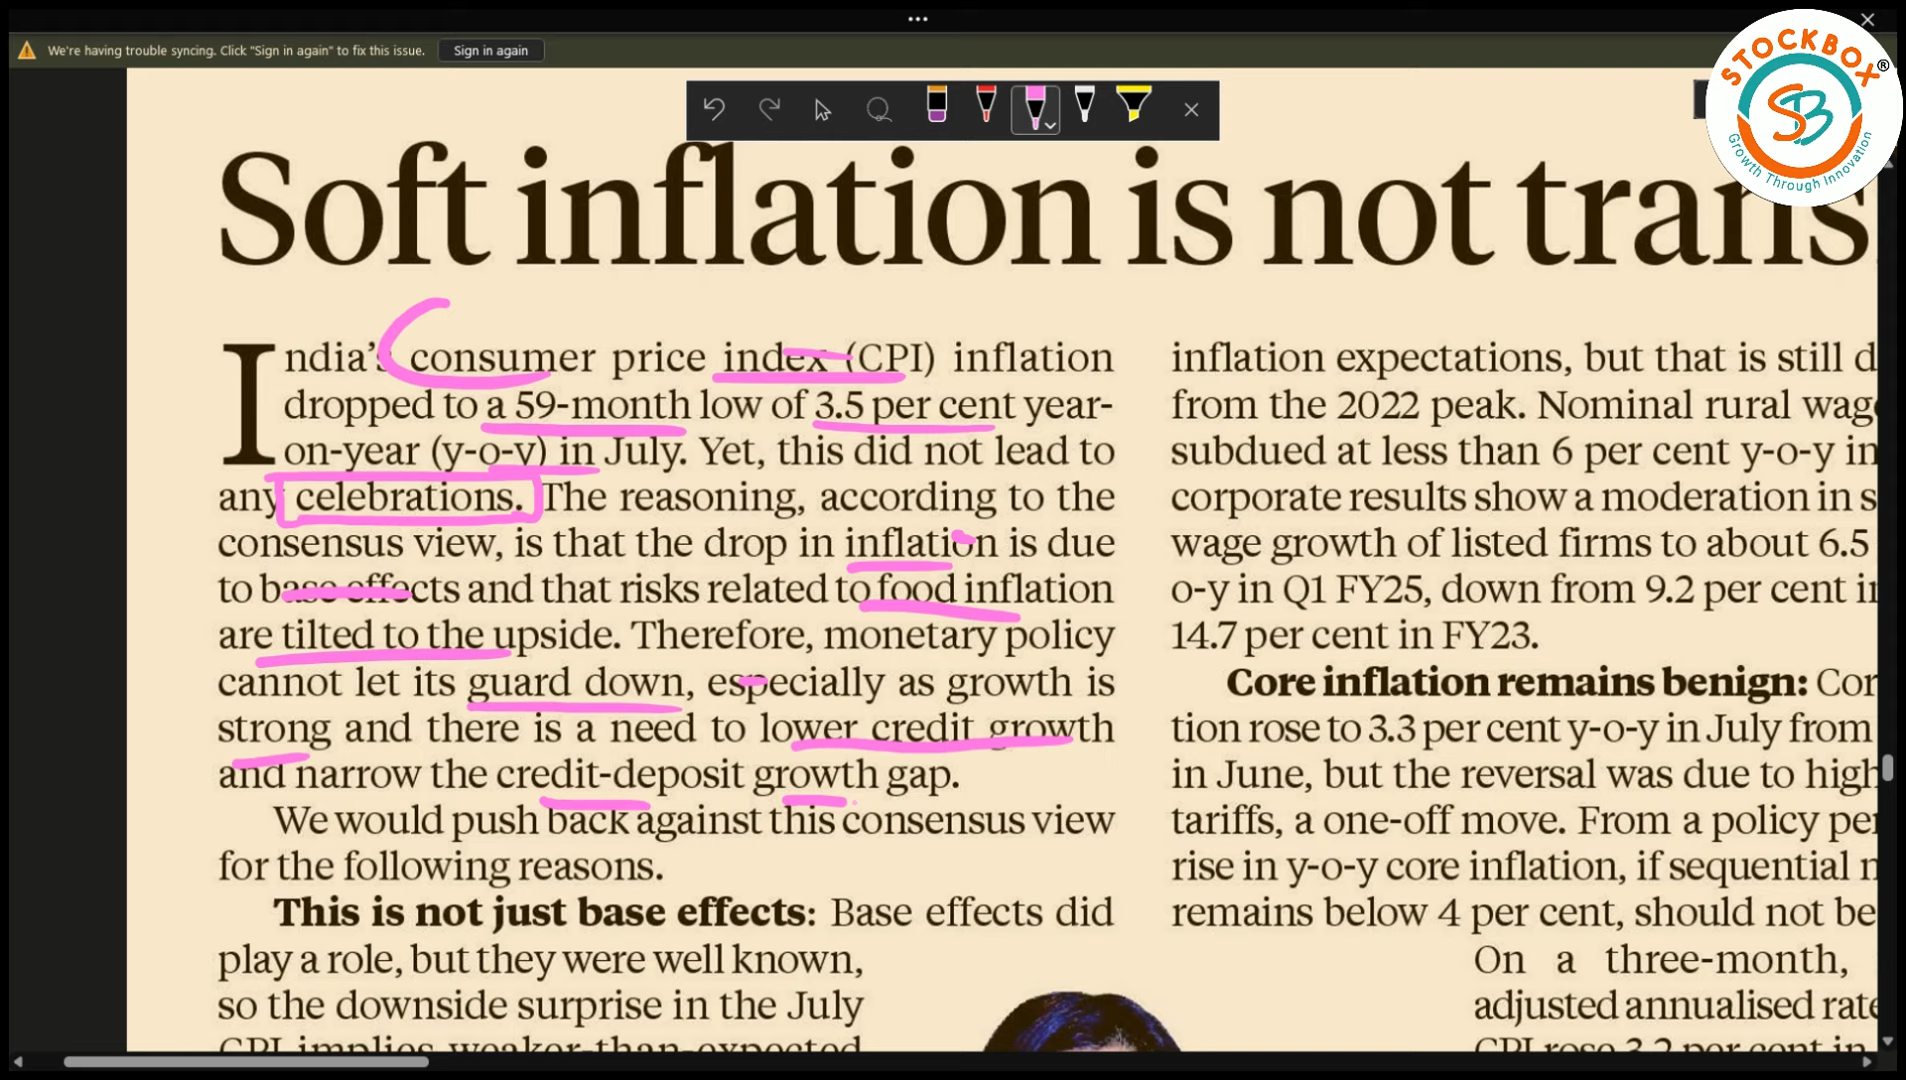 We're having trouble syncing. Click "Sign in again" to fix this issue. Sign in again
STOCKBOX®
SB
Growth Through Innovation
Soft inflation is not trans
India's consumer price index (CPI) inflation
dropped to a 59-month low of 3.5 per cent year-
on-year (y-o-y) in July. Yet, this did not lead to
any celebrations. The reasoning, according to the
consensus view, is that the drop in inflation is due
to base effects and that risks related to food inflation
are tilted to the upside. Therefore, monetary policy
cannot let its guard down, especially as growth is
strong and there is a need to lower credit growth
and narrow the credit-deposit growth gap.
We would push back against this consensus view
for the following reasons.
This is not just base effects: Base effects did
play a role, but they were well known,
so the downside surprise in the July
CPI implies weaker-than-expected
inflation expectations, but that is still d
from the 2022 peak. Nominal rural wag
subdued at less than 6 per cent y-o-y in
corporate results show a moderation in s
wage growth of listed firms to about 6.5
o-y in Q1 FY25, down from 9.2 per cent in
14.7 per cent in FY23.
Core inflation remains benign: Cor
tion rose to 3.3 per cent y-o-y in July from
in June, but the reversal was due to high
tariffs, a one-off move. From a policy per
rise in y-o-y core inflation, if sequential m
remains below 4 per cent, should not be
On a three-month,
adjusted annualised rate
CPI rose 3.2 per cent in